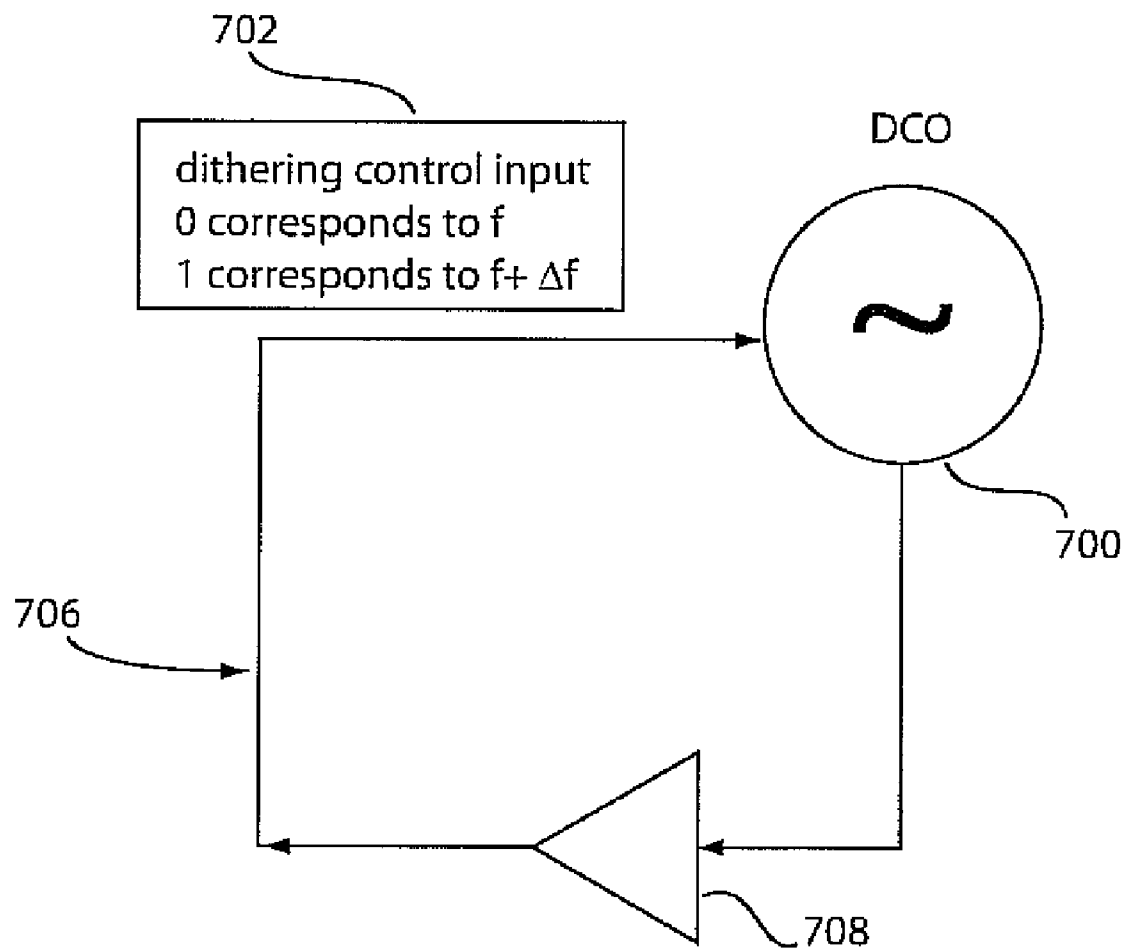 702
dithering control input
0 corresponds to f
1 corresponds to f+ Δf
DCO
~
700
706
708